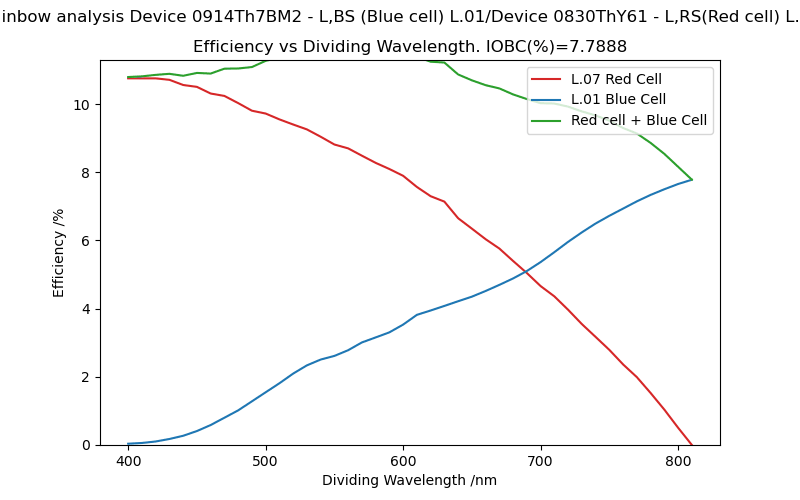 inbow analysis Device 0914Th7BM2 - L,BS (Blue cell) L.01/Device 0830ThY61 - L,RS(Red cell) L.
Efficiency vs Dividing Wavelength. IOBC(%)=7.7888
L.07 Red Cell
L.01 Blue Cell
Red cell + Blue Cell
10
8
6
4
2
0
Efficiency /%
400 500 600 700 800
Dividing Wavelength /nm